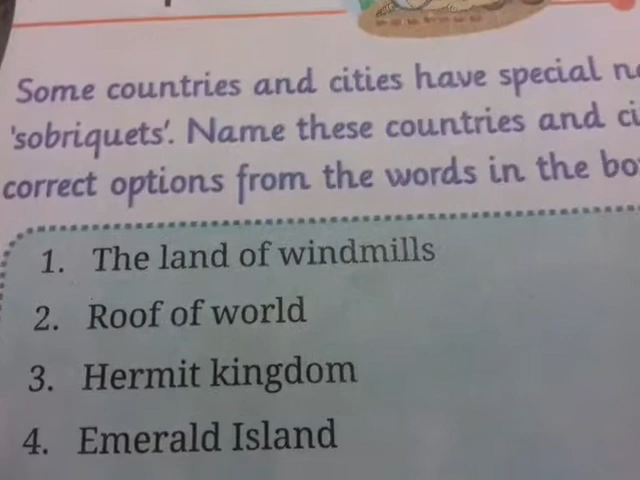 Some countries and cities have special
'sobriquets'. Name these countries and
correct options from the words in the
1. The land of windmills
2. Roof of world
3. Hermit kingdom
4. Emerald Island